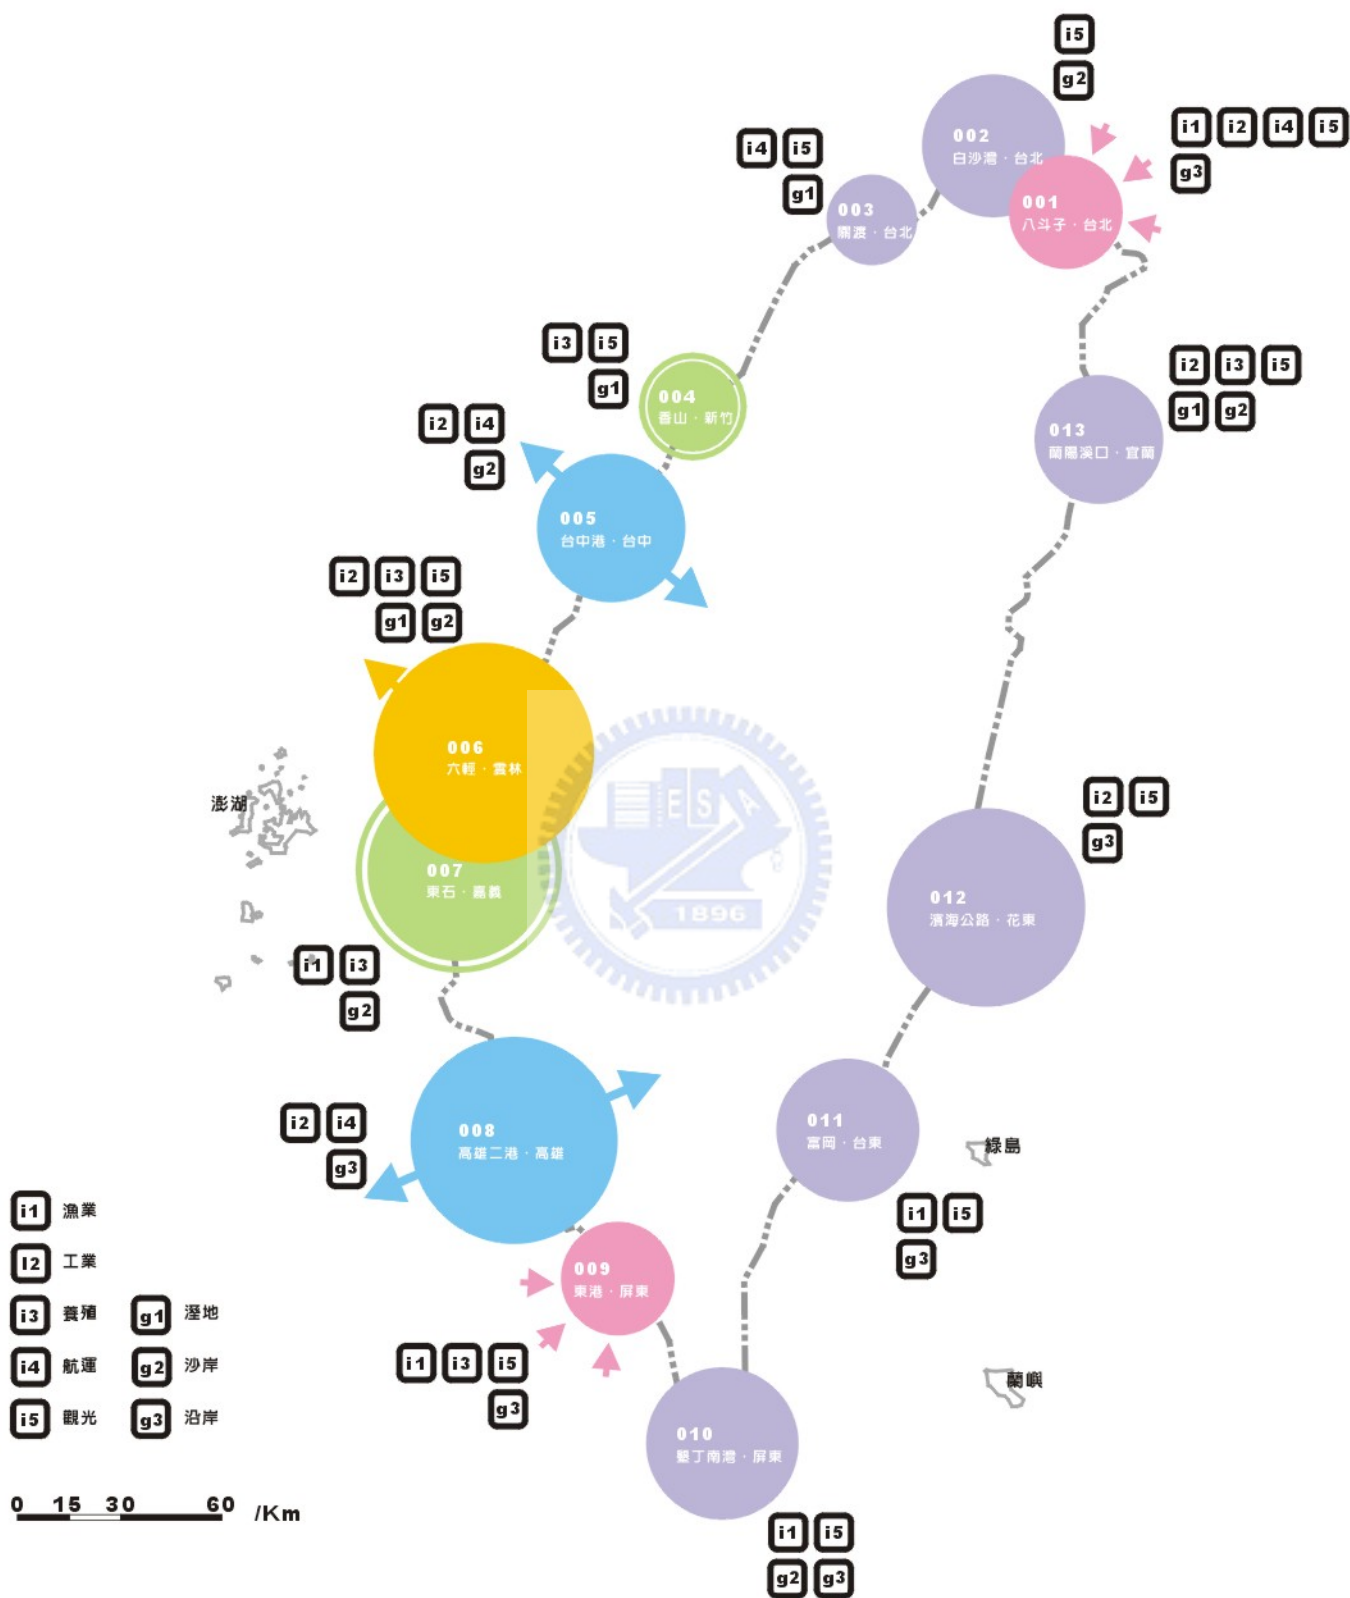 i5
g2
002
白沙灣·台北
i1 i2 i4 i5
g3
001
八斗子·台北
i4 i5
g1
003
關渡·台北
i3 i5
g1
004
香山·新竹
i2 i3 i5
g1 g2
013
蘭陽溪口·宜蘭
i2 i4
g2
005
台中港·台中
i2 i3 i5
g1 g2
006
六輕·雲林
澎湖
007
東石·嘉義
i1 i3
g2
ESA
1896
i2 i5
g3
012
濱海公路·花東
i2 i4
g3
008
高雄二港·高雄
011
富岡·台東
i1 i5
g3
綠島
009
東港·屏東
i1 i3 i5
g3
蘭嶼
010
墾丁南灣·屏東
i1 i5
g2 g3
i1 漁業
I2 工業
i3 養殖 g1 溼地
i4 航運 g2 沙岸
i5 觀光 g3 沿岸
0 15 30 60 /Km